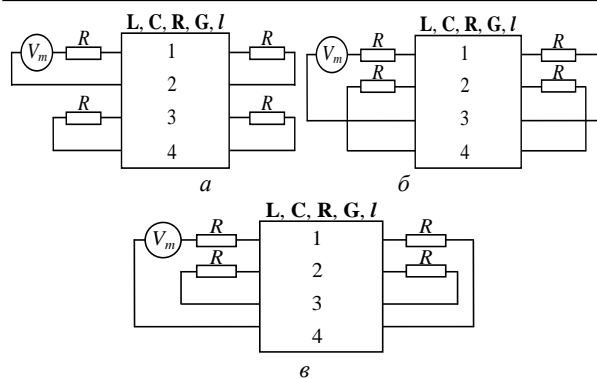 L, C, R, G, l
V_m R 1 R
2
R 3 R
4
а
L, C, R, G, l
V_m R 1 R
R 2 R
3
4
б
L, C, R, G, l
V_m R 1 R
R 2 R
3
4
в